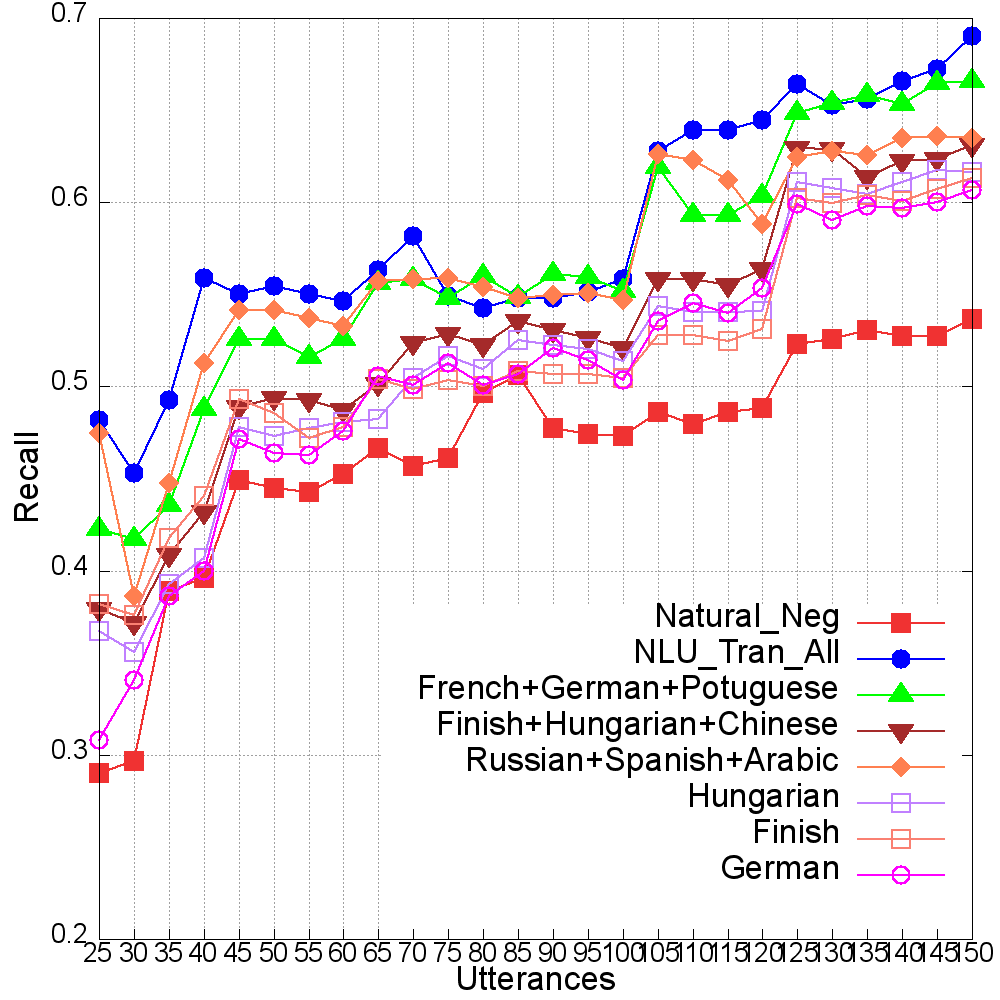 0.7
0.6
0.5
0.4
0.3
0.2
Recall
Natural_Neg
NLU_Tran_All
French+German+Potuguese
Finish+Hungarian+Chinese
Russian+Spanish+Arabic
Hungarian
Finish
German
25 30 35 40 45 50 55 60 65 70 75 80 85 90 95 100 105 110 115 120 125 130 135 140 145 150
Utterances